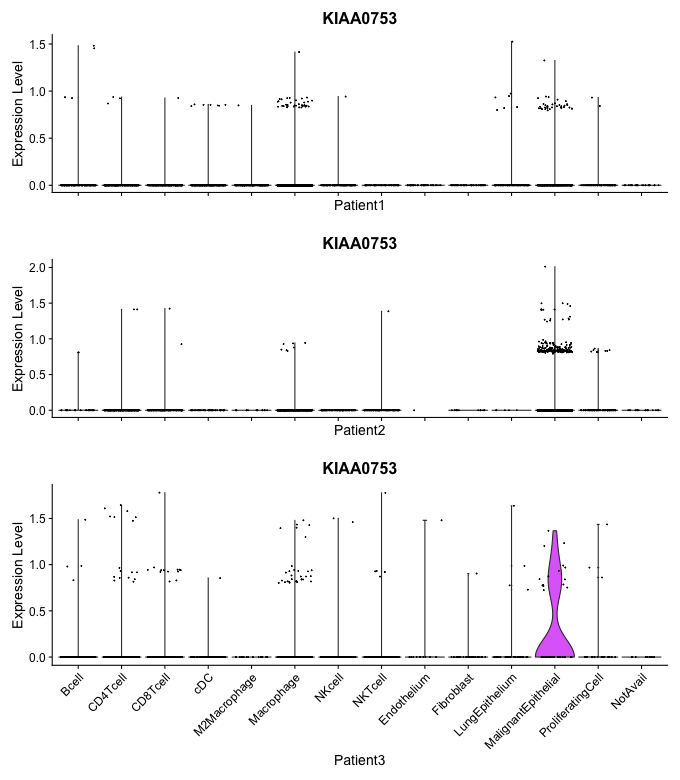 KIAA0753
Expression Level
1.5
1.0
0.5
0.0
Patient1
KIAA0753
Expression Level
2.0
1.5
1.0
0.5
0.0
Patient2
KIAA0753
Expression Level
1.5
1.0
0.5
0.0
Bcell
CD4Tcell
CD8Tcell
cDC
M2Macrophage
Macrophage
NKcell
NKTcell
Endothelium
Fibroblast
LungEpithelium
MalignantEpithelial
ProliferatingCell
NotAvail
Patient3